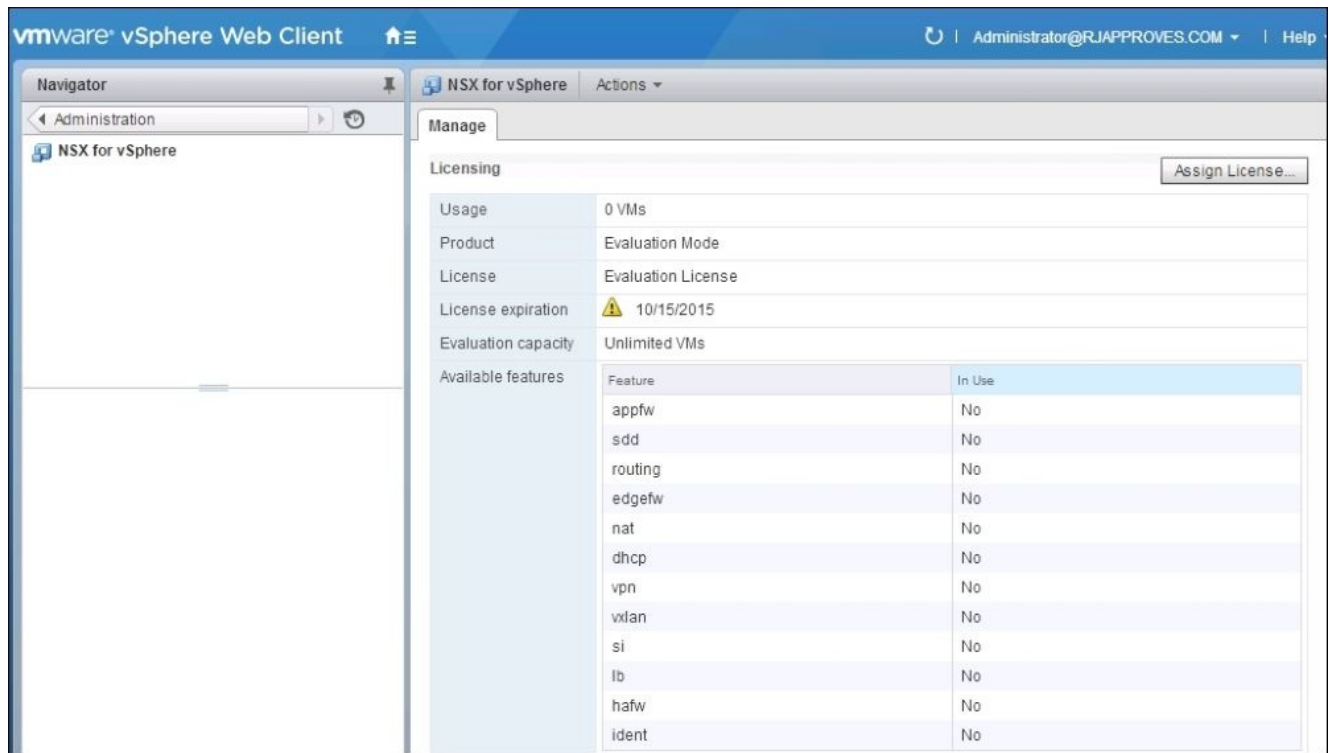 vmware vSphere Web Client Administrator@RJAPPROVES.COM | Help
Navigator
Administration
NSX for vSphere
NSX for vSphere Actions
Manage
Licensing Assign License...
Usage 0 VMs
Product Evaluation Mode
License Evaluation License
License expiration 10/15/2015
Evaluation capacity Unlimited VMs
Available features Feature In Use
appfw No
sdd No
routing No
edgefw No
nat No
dhcp No
vpn No
vxlan No
si No
lb No
hafw No
ident No